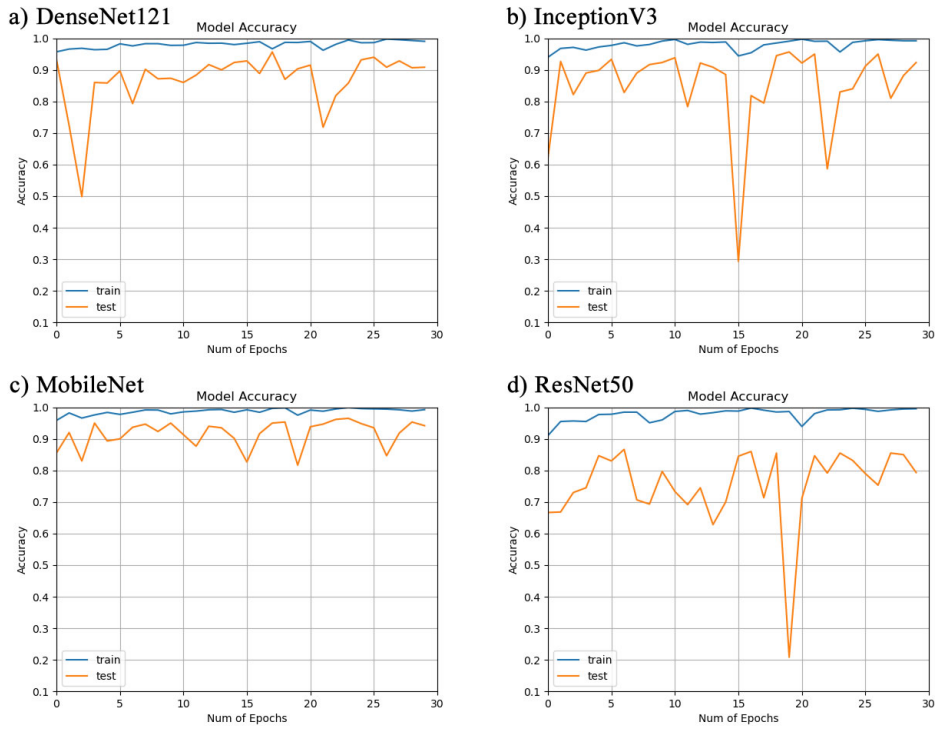 a) DenseNet121
Model Accuracy
1.0
0.9
0.8
0.7
0.6
0.5
0.4
0.3
0.2
0.1
Accuracy
train
test
0 5 10 15 20 25 30
Num of Epochs
b) InceptionV3
Model Accuracy
1.0
0.9
0.8
0.7
0.6
0.5
0.4
0.3
0.2
0.1
Accuracy
train
test
0 5 10 15 20 25 30
Num of Epochs
c) MobileNet
Model Accuracy
1.0
0.9
0.8
0.7
0.6
0.5
0.4
0.3
0.2
0.1
Accuracy
train
test
0 5 10 15 20 25 30
Num of Epochs
d) ResNet50
Model Accuracy
1.0
0.9
0.8
0.7
0.6
0.5
0.4
0.3
0.2
0.1
Accuracy
train
test
0 5 10 15 20 25 30
Num of Epochs